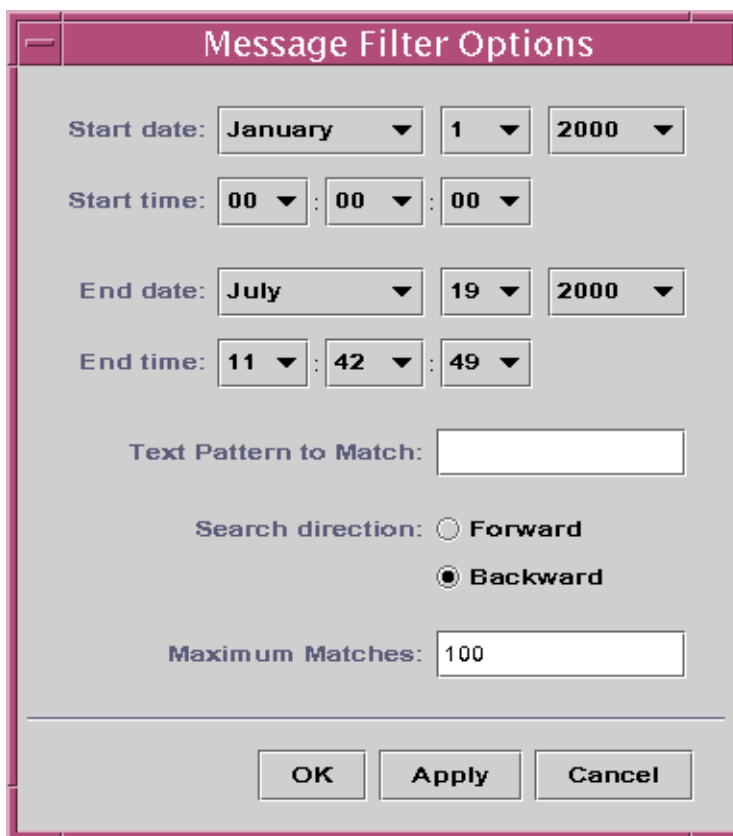 Message Filter Options
Start date: January 1 2000
Start time: 00 : 00 : 00
End date: July 19 2000
End time: 11 : 42 : 49
Text Pattern to Match:
Search direction: Forward
Backward
Maximum Matches: 100
OK Apply Cancel